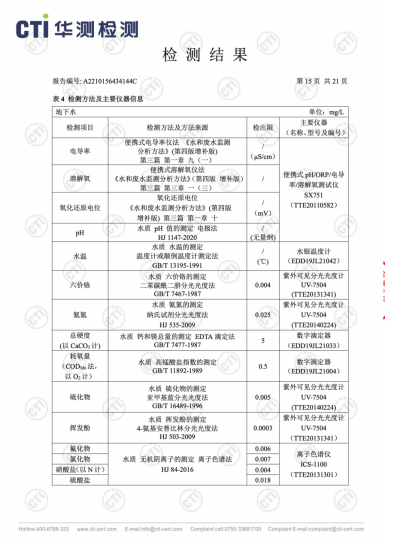 CTI 华测检测
检 测 结 果
报告编号: A2210156434144C 第 15 页 共 21 页
表 4 检测方法及主要仪器信息
地下水 单位: mg/L
检测项目 检测方法及方法来源 检出限 主要仪器
（名称、型号及编号）
电导率 便携式电导率仪法 《水和废水监测
分析方法》(第四版增补版)
第三篇 第一章 九（一） /
（μS/cm） 便携式 pH/ORP/电导
率/溶解氧测试仪
SX751
（TTE20110582）
溶解氧 便携式溶解氧仪法
《水和废水监测分析方法》（第四版 增补版）
第三篇 第三章 一（三） /
氧化还原电位 氧化还原电位
《水和废水监测分析方法》(第四版
增补版) 第三篇 第一章 十 /
（mV）
pH 水质 pH 值的测定 电极法
HJ 1147-2020 /
(无量纲)
水温 水质 水温的测定
温度计或颠倒温度计测定法
GB/T 13195-1991 /
(℃) 水银温度计
（EDD19JL21042）
六价铬 水质 六价铬的测定
二苯碳酰二肼分光光度法
GB/T 7467-1987 0.004 紫外可见分光光度计
UV-7504
(TTE20131341)
氨氮 水质 氨氮的测定
纳氏试剂分光光度法
HJ 535-2009 0.025 紫外可见分光光度计
UV-7504
(TTE20140224)
总硬度
(以 CaCO₃ 计) 水质 钙和镁总量的测定 EDTA 滴定法
GB/T 7477-1987 5 数字滴定器
（EDD19JL21033）
耗氧量
（CODMn 法，
以 O₂ 计） 水质 高锰酸盐指数的测定
GB/T 11892-1989 0.5 数字滴定器
（EDD19JL21004）
硫化物 水质 硫化物的测定
亚甲基蓝分光光度法
GB/T 16489-1996 0.005 紫外可见分光光度计
UV-7504
(TTE20140224)
挥发酚 水质 挥发酚的测定
4-氨基安替比林分光光度法
HJ 503-2009 0.0003 紫外可见分光光度计
UV-7504
（TTE20131341）
氟化物 0.006
氯化物 水质 无机阴离子的测定 离子色谱法
HJ 84-2016 0.007 离子色谱仪
ICS-1100
（TTE20131301）
硝酸盐(以 N 计) 0.004
硫酸盐 0.018
Hotline:400-6788-333 www.cti-cert.com E-mail:info@cti-cert.com Complaint call:0755-33681700 Complaint E-mail:complaint@cti-cert.com